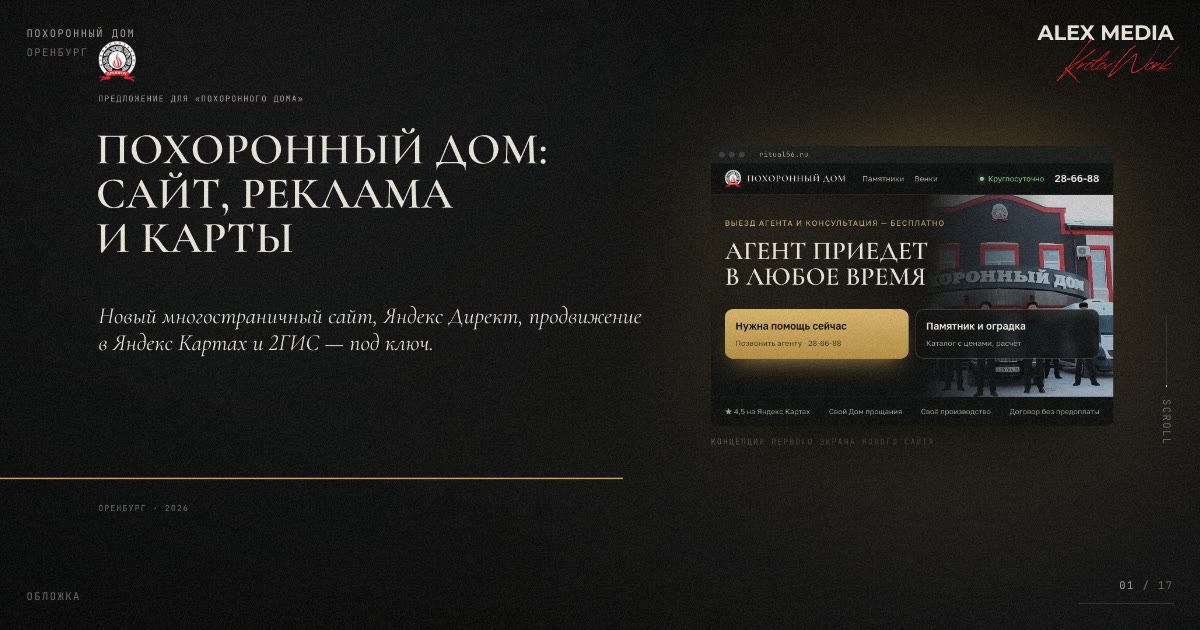 ПОХОРОННЫЙ ДОМ
ОРЕНБУРГ
ALEX MEDIA
KrotovWork
ПРЕДЛОЖЕНИЕ ДЛЯ «ПОХОРОННОГО ДОМА»
ПОХОРОННЫЙ ДОМ:
САЙТ, РЕКЛАМА
И КАРТЫ
Новый многостраничный сайт, Яндекс Директ, продвижение
в Яндекс Картах и 2ГИС — под ключ.
ritual56.ru
ПОХОРОННЫЙ ДОМ Памятники Венки Круглосуточно 28-66-88
ВЫЕЗД АГЕНТА И КОНСУЛЬТАЦИЯ — БЕСПЛАТНО
АГЕНТ ПРИЕДЕТ
В ЛЮБОЕ ВРЕМЯ
ОРОННЫЙ ДОМ
Нужна помощь сейчас
Позвонить агенту · 28-66-88
Памятник и оградка
Каталог с ценами, расчёт
★ 4,5 на Яндекс Картах Свой Дом прощания Своё производство Договор без предоплаты
КОНЦЕПЦИЯ ПЕРВОГО ЭКРАНА НОВОГО САЙТА
SCROLL
ОРЕНБУРГ · 2026
ОБЛОЖКА
01 / 17